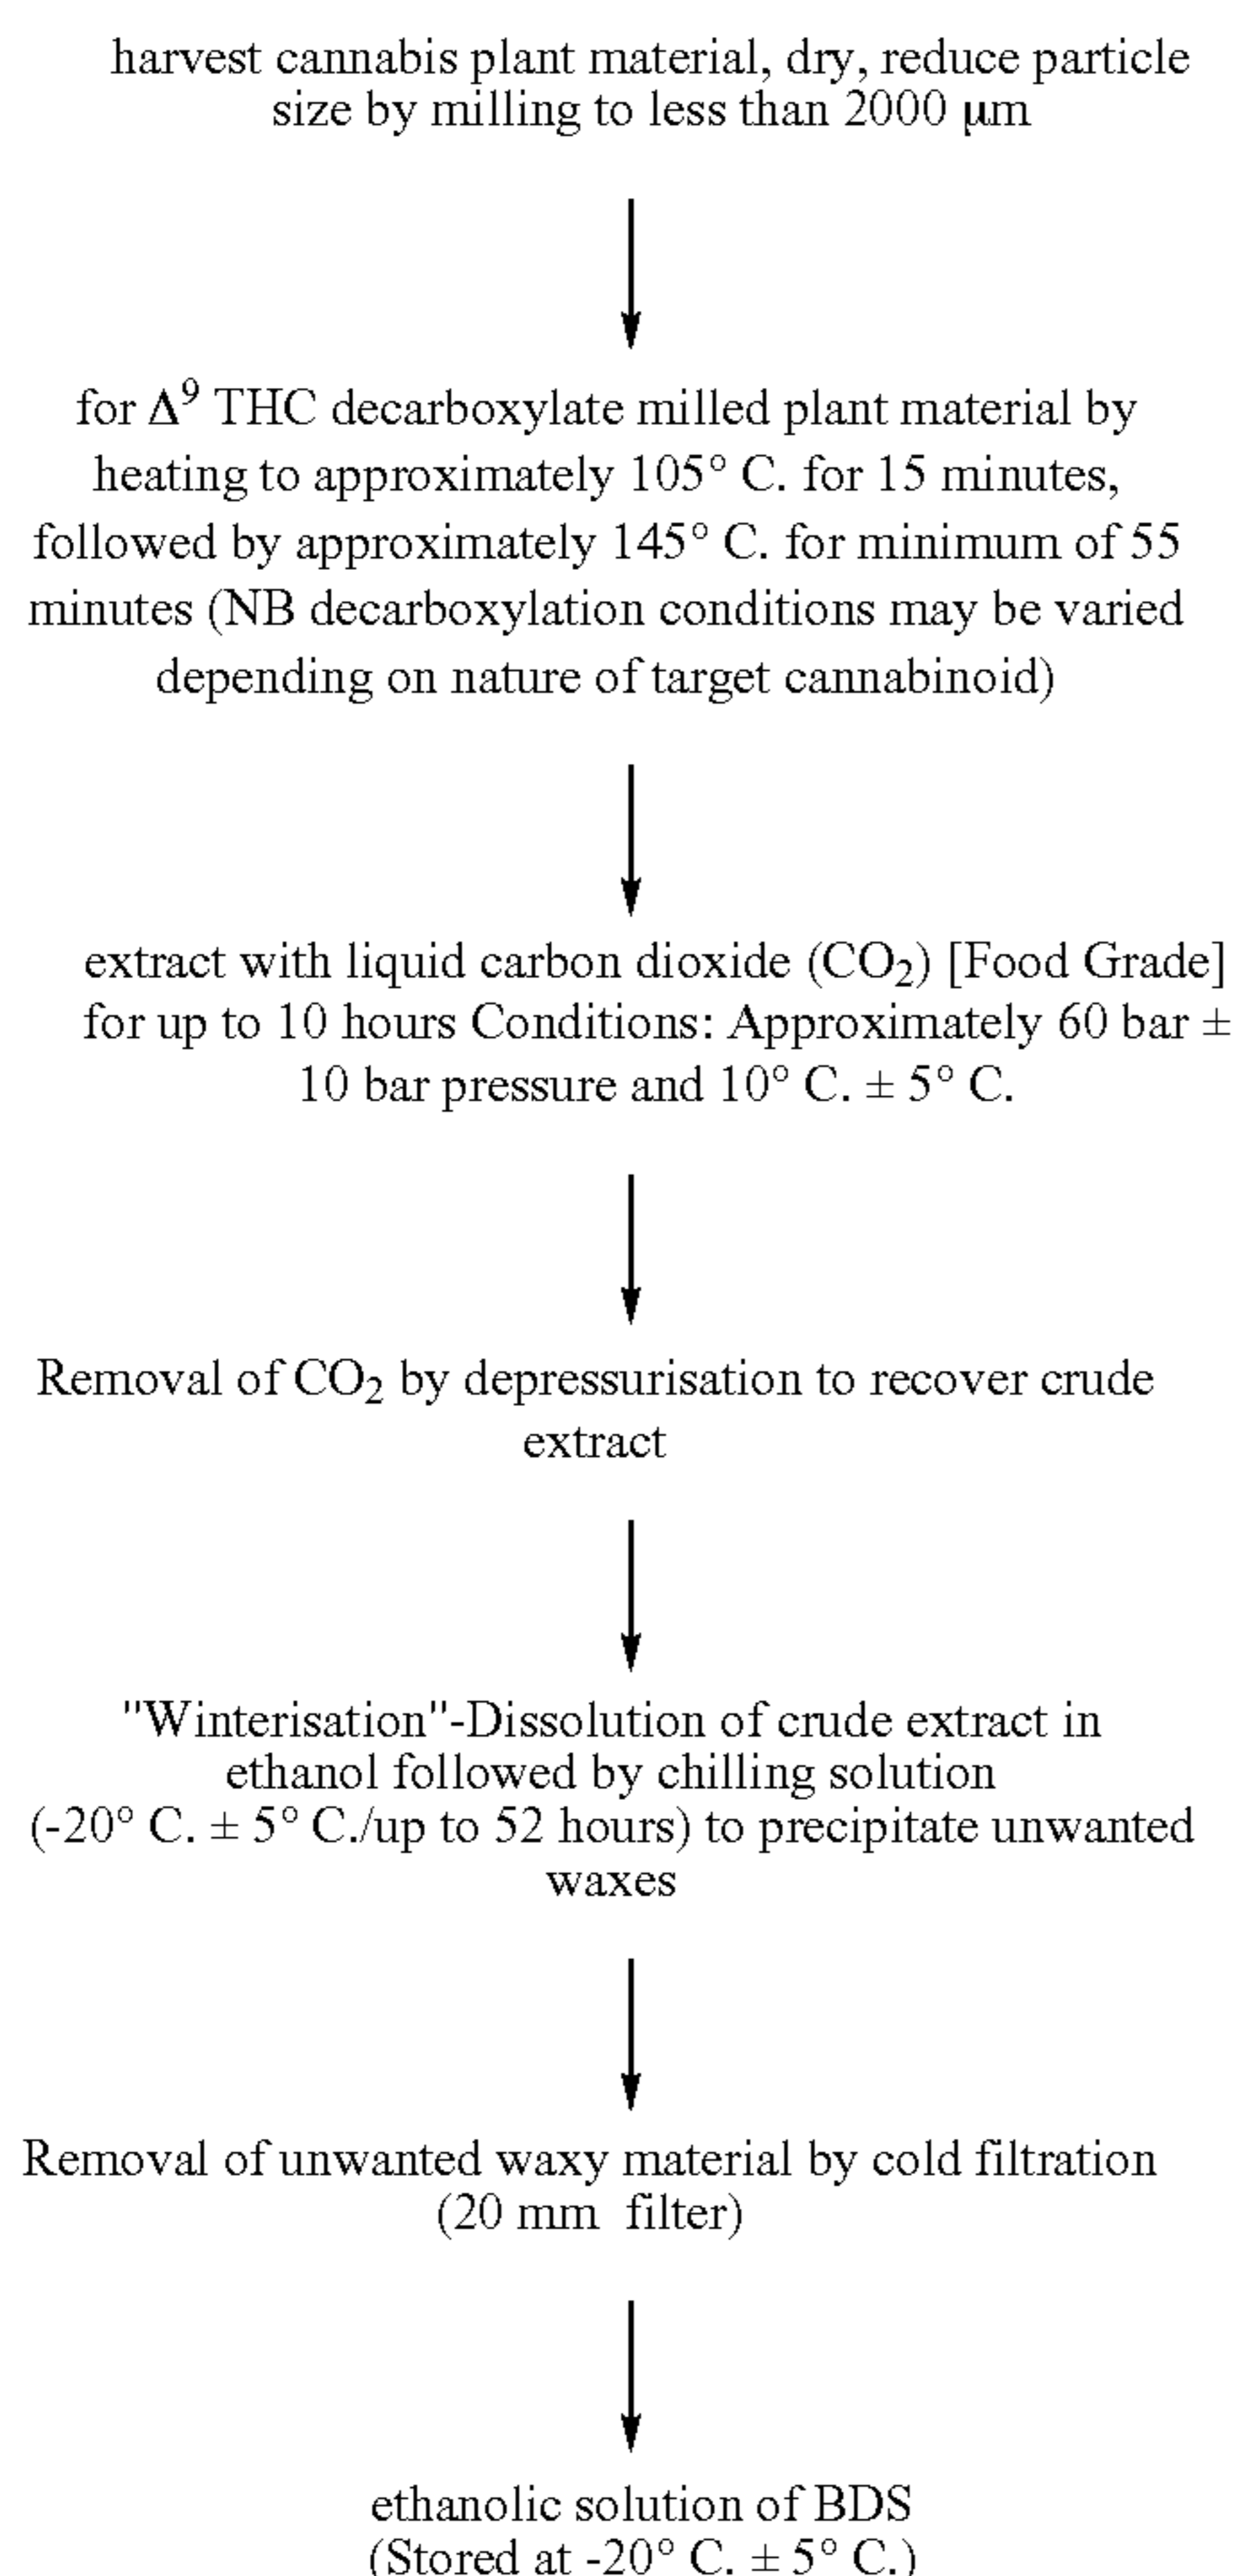 harvest cannabis plant material, dry, reduce particle
size by milling to less than 2000 μm
for Δ⁹ THC decarboxylate milled plant material by
heating to approximately 105° C. for 15 minutes,
followed by approximately 145° C. for minimum of 55
minutes (NB decarboxylation conditions may be varied
depending on nature of target cannabinoid)
extract with liquid carbon dioxide (CO₂) [Food Grade]
for up to 10 hours Conditions: Approximately 60 bar ±
10 bar pressure and 10° C. ± 5° C.
Removal of CO₂ by depressurisation to recover crude
extract
"Winterisation"-Dissolution of crude extract in
ethanol followed by chilling solution
(-20° C. ± 5° C./up to 52 hours) to precipitate unwanted
waxes
Removal of unwanted waxy material by cold filtration
(20 mm filter)
ethanolic solution of BDS
(Stored at -20° C. ± 5° C.)